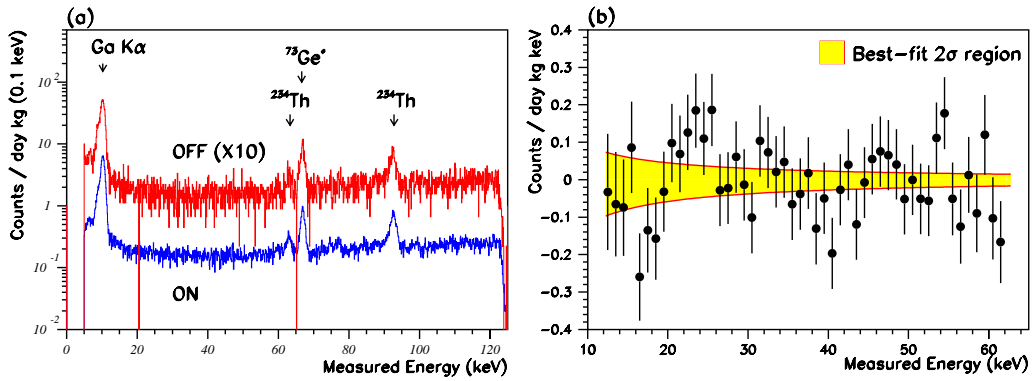 (a)
Counts / day kg (0.1 keV)
10²
10
1
10⁻¹
10⁻²
Ga Kα
⁷³Ge*
²³⁴Th
²³⁴Th
OFF (X10)
ON
0 20 40 60 80 100 120
Measured Energy (keV)
(b)
Counts / day kg keV
0.4
0.3
0.2
0.1
0
-0.1
-0.2
-0.3
-0.4
Best-fit 2σ region
10 20 30 40 50 60
Measured Energy (keV)